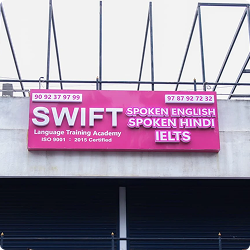 90 92 37 97 99
97 87 92 72 32
SWIFT
Language Training Academy
ISO 9001 : 2015 Certified
SPOKEN ENGLISH
SPOKEN HINDI
IELTS